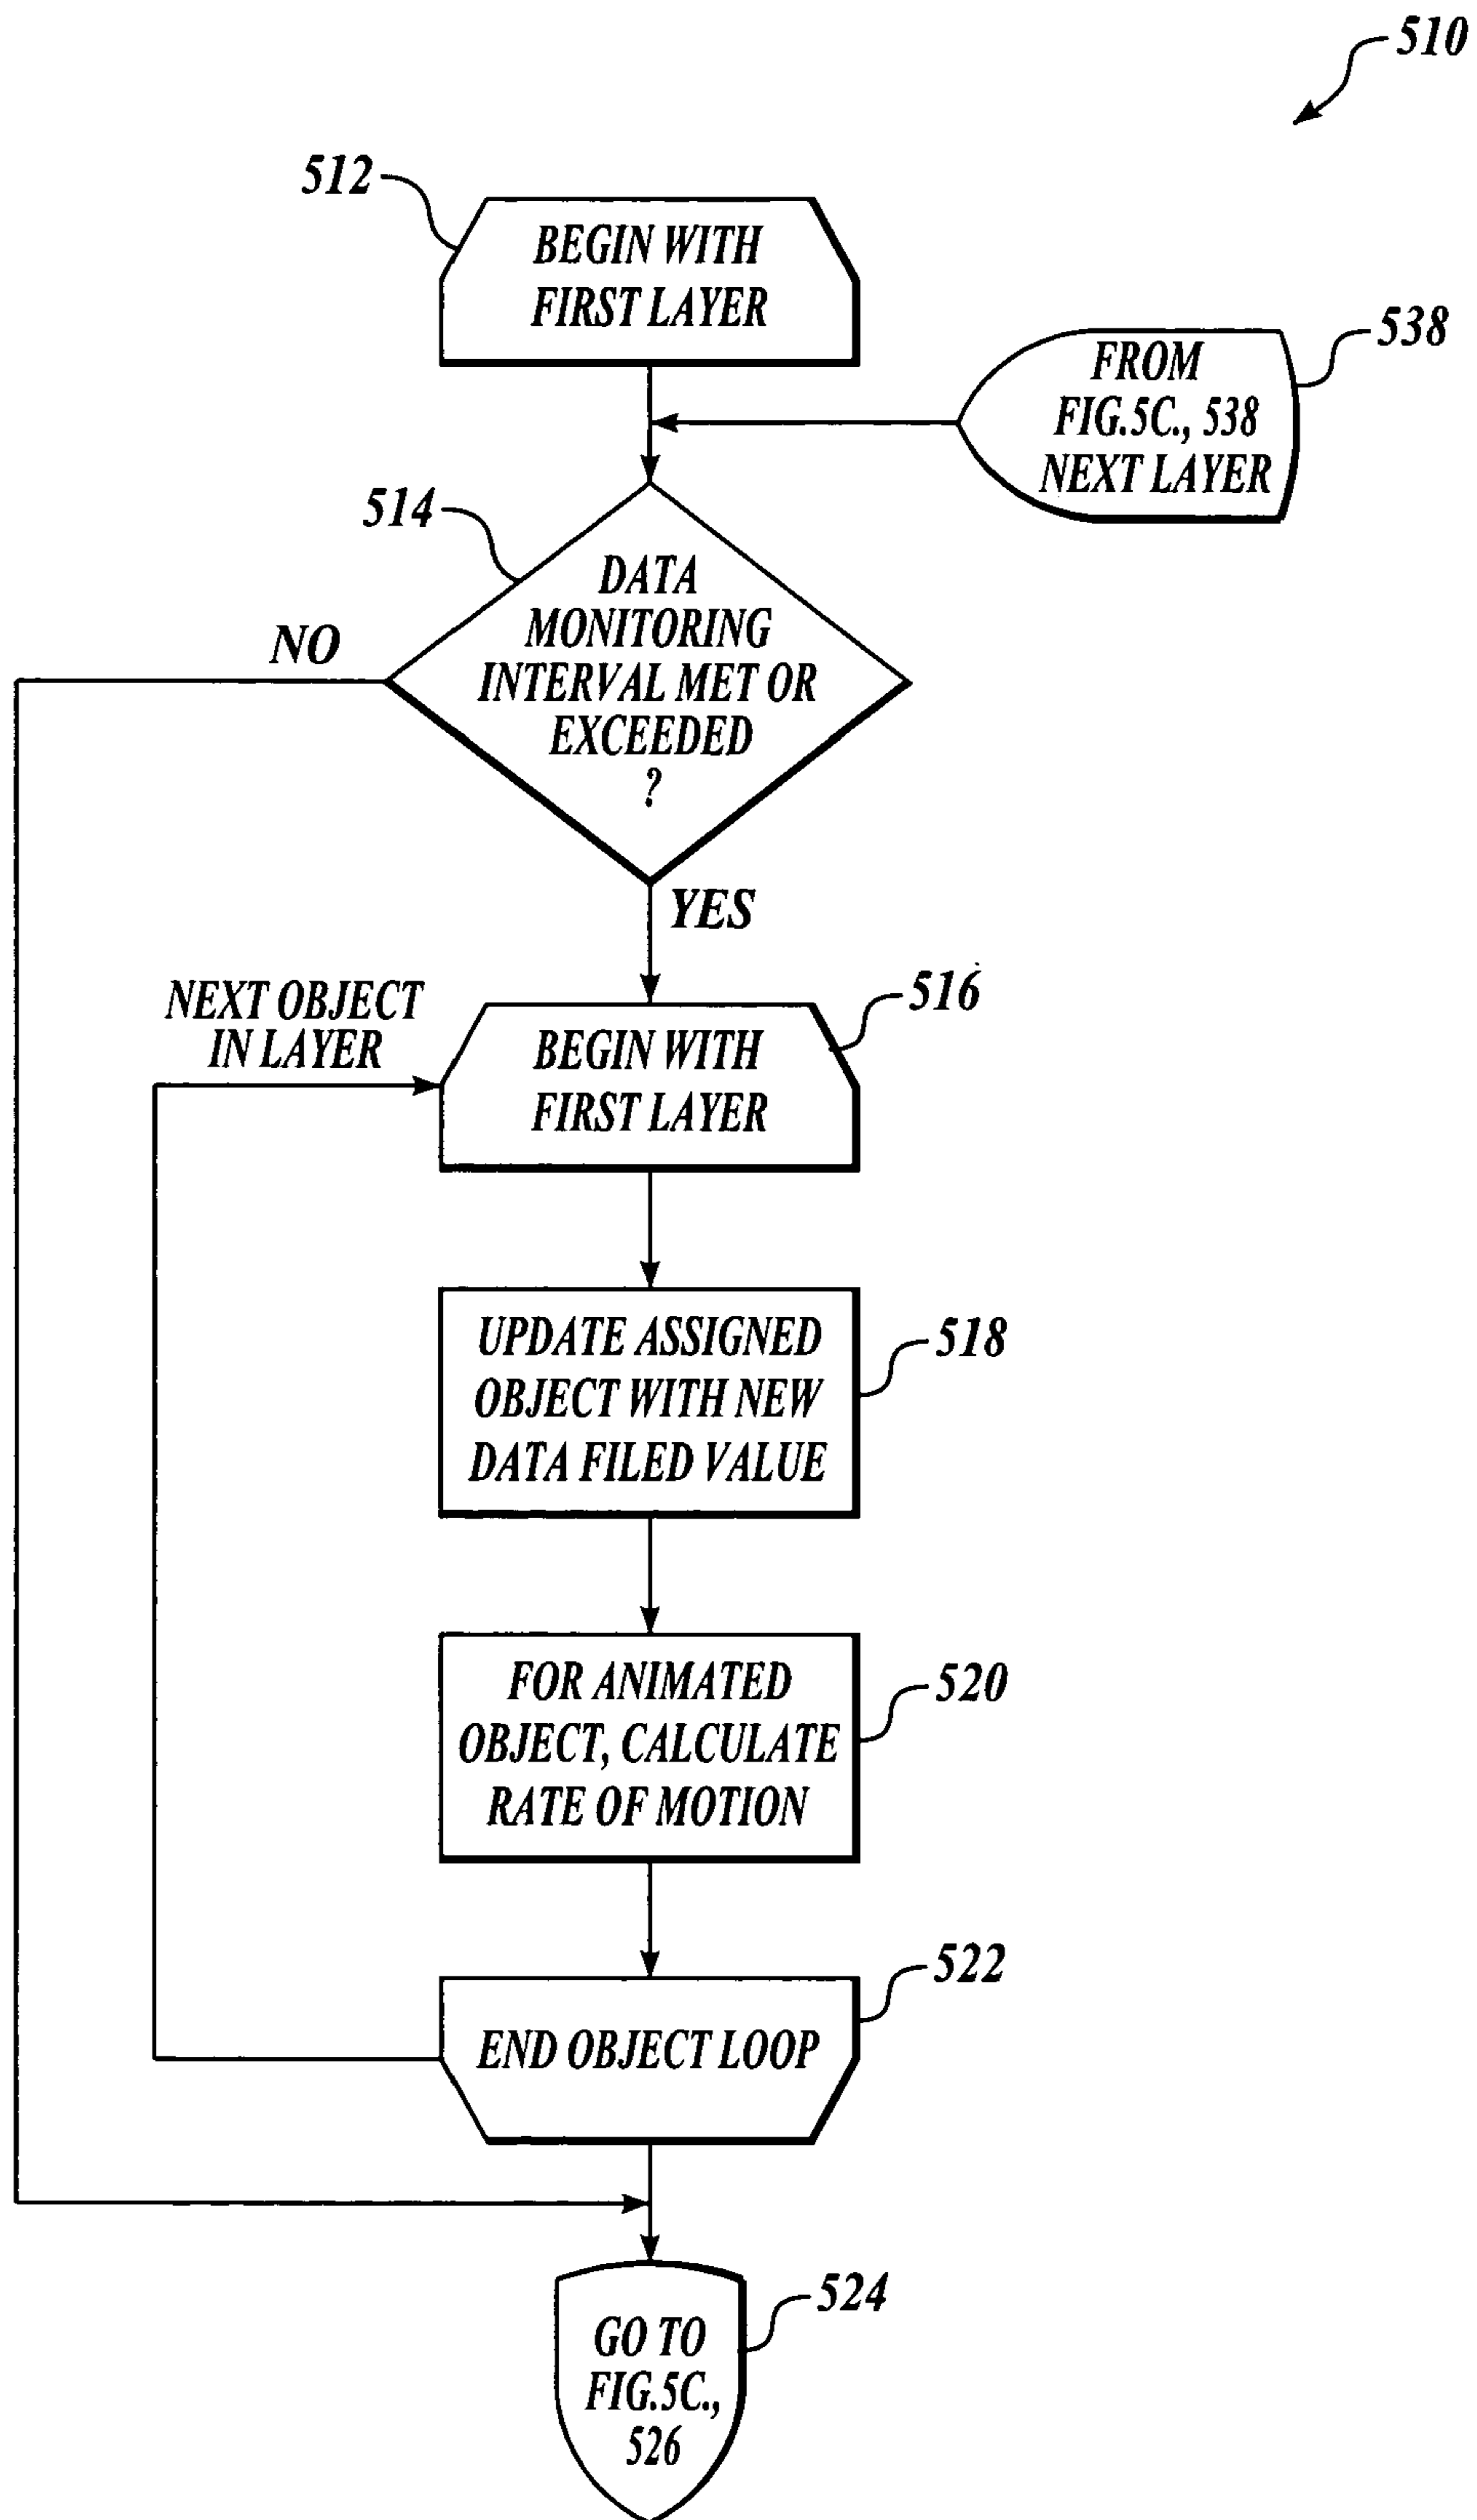 510
512
BEGIN WITH
FIRST LAYER
538
FROM
FIG.5C., 538
NEXT LAYER
514
DATA
MONITORING
INTERVAL MET OR
EXCEEDED
?
NO
YES
NEXT OBJECT
IN LAYER
516
BEGIN WITH
FIRST LAYER
518
UPDATE ASSIGNED
OBJECT WITH NEW
DATA FILED VALUE
520
FOR ANIMATED
OBJECT, CALCULATE
RATE OF MOTION
522
END OBJECT LOOP
524
GO TO
FIG.5C.,
526